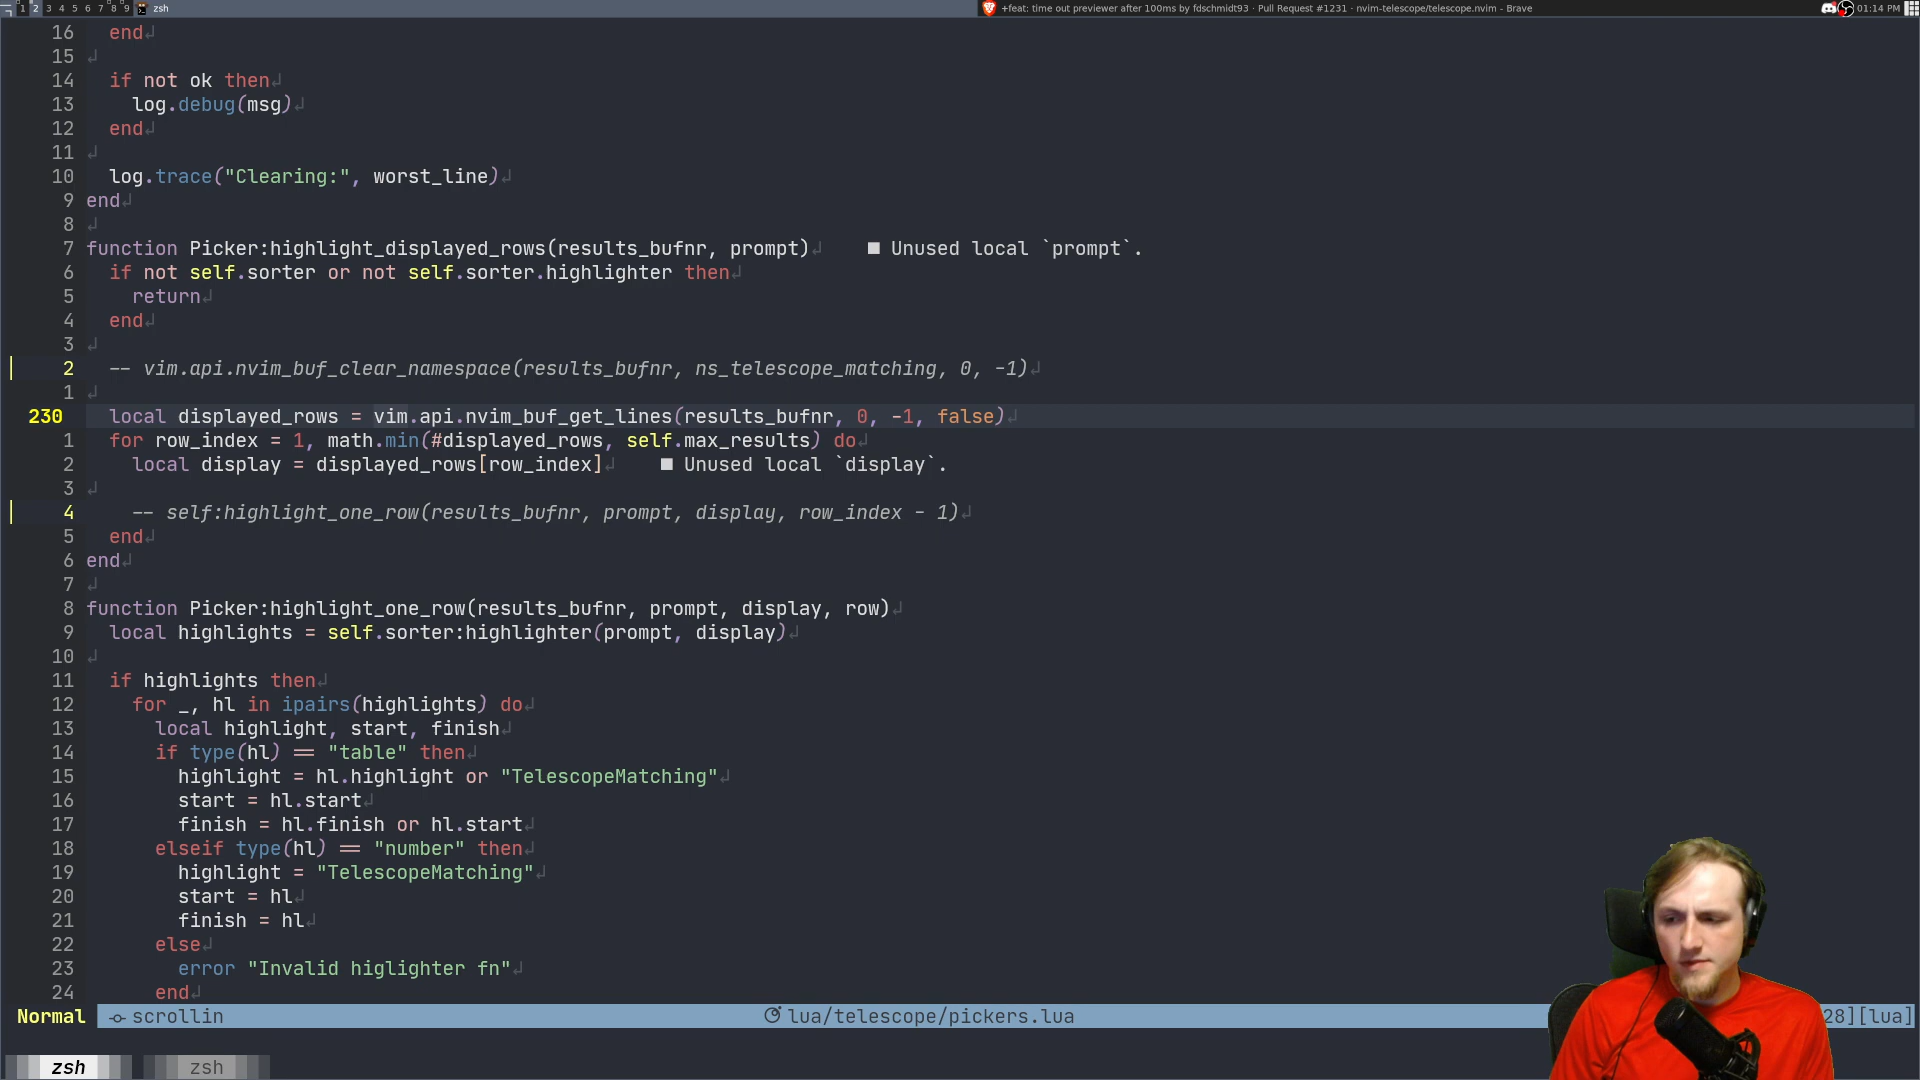 1 2 3 4 5 6 7 8 9 zsh +feat: time out previewer after 100ms by fdschmidt93 · Pull Request #1231 · nvim-telescope/telescope.nvim - Brave 01:14 PM
16 end
15
14 if not ok then
13 log.debug(msg)
12 end
11
10 log.trace("Clearing:", worst_line)
9 end
8
7 function Picker:highlight_displayed_rows(results_bufnr, prompt) ■ Unused local `prompt`.
6 if not self.sorter or not self.sorter.highlighter then
5 return
4 end
3
2 -- vim.api.nvim_buf_clear_namespace(results_bufnr, ns_telescope_matching, 0, -1)
1
230 local displayed_rows = vim.api.nvim_buf_get_lines(results_bufnr, 0, -1, false)
1 for row_index = 1, math.min(#displayed_rows, self.max_results) do
2 local display = displayed_rows[row_index] ■ Unused local `display`.
3
4 -- self:highlight_one_row(results_bufnr, prompt, display, row_index - 1)
5 end
6 end
7
8 function Picker:highlight_one_row(results_bufnr, prompt, display, row)
9 local highlights = self.sorter:highlighter(prompt, display)
10
11 if highlights then
12 for _, hl in ipairs(highlights) do
13 local highlight, start, finish
14 if type(hl) == "table" then
15 highlight = hl.highlight or "TelescopeMatching"
16 start = hl.start
17 finish = hl.finish or hl.start
18 elseif type(hl) == "number" then
19 highlight = "TelescopeMatching"
20 start = hl
21 finish = hl
22 else
23 error "Invalid higlighter fn"
24 end
Normal scrollin lua/telescope/pickers.lua 28][lua]
zsh zsh